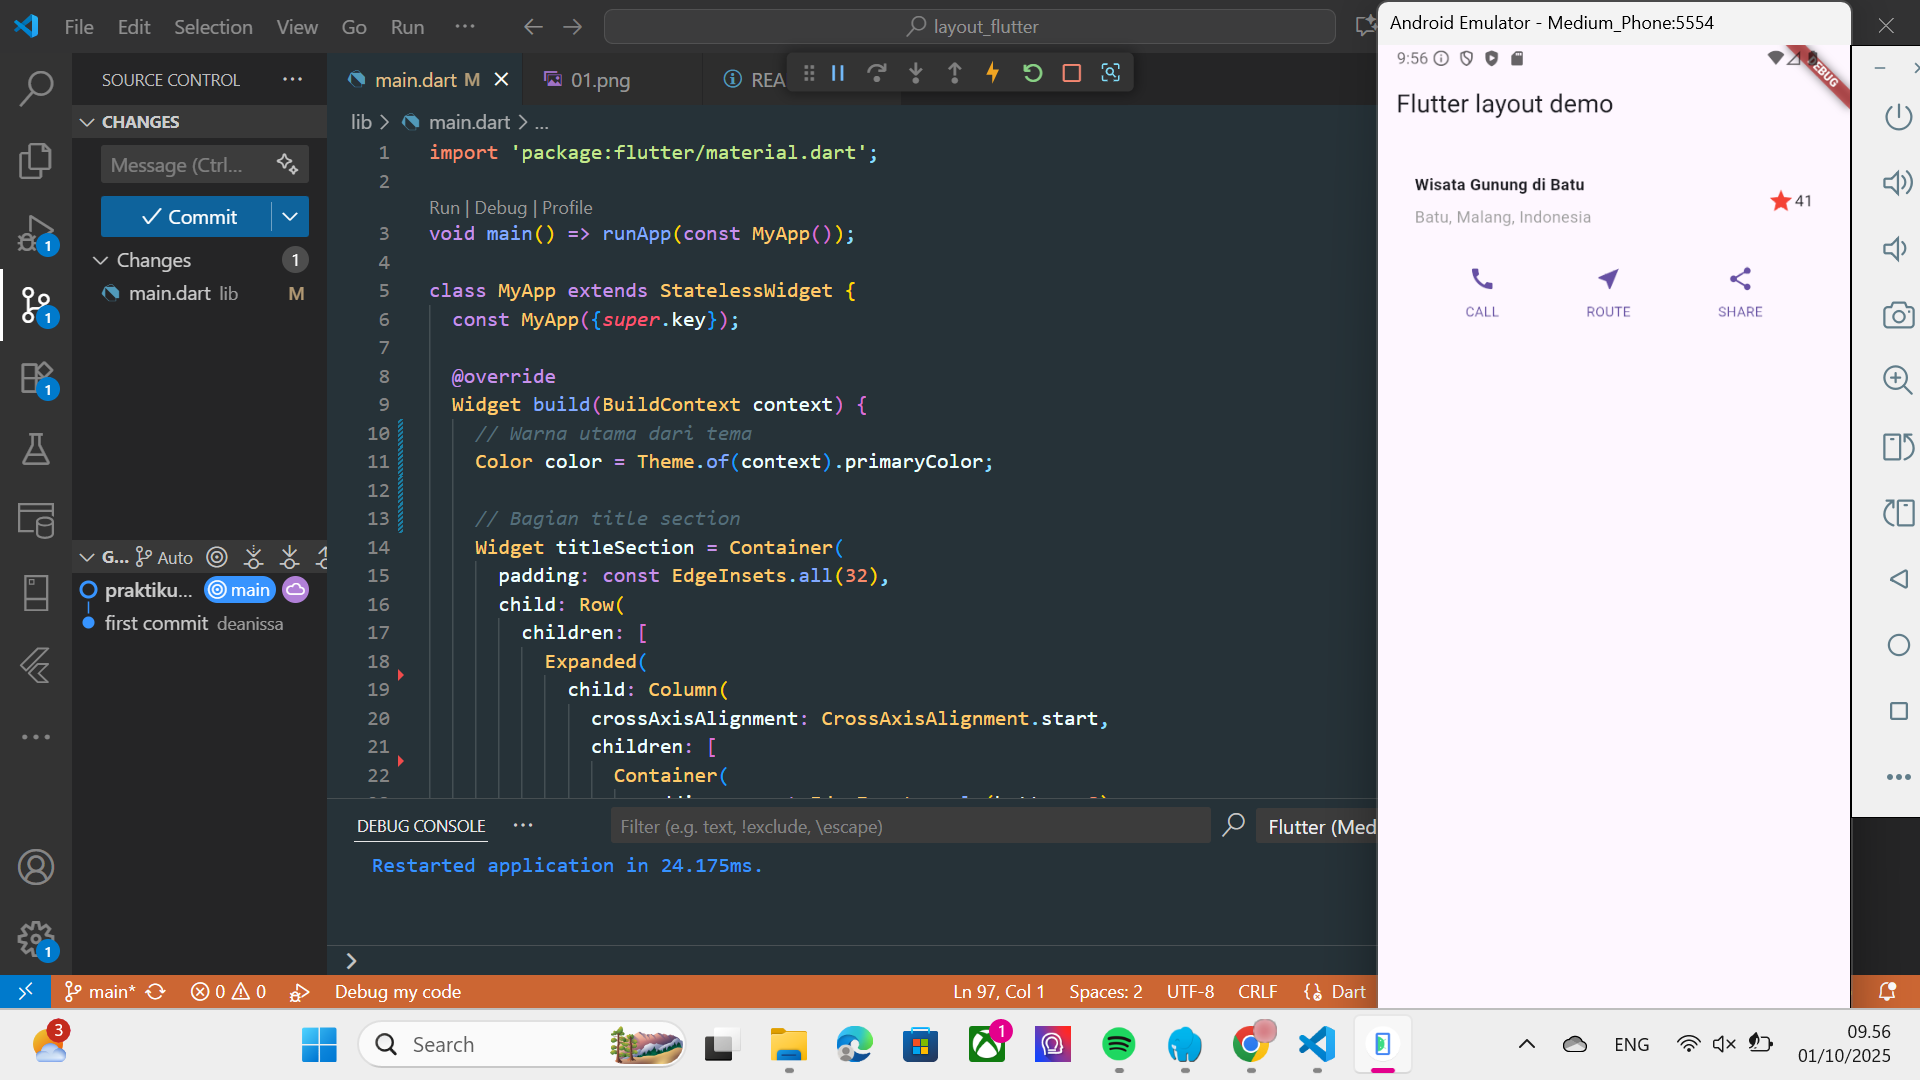 File Edit Selection View Go Run ···
layout_flutter
Android Emulator - Medium_Phone:5554
SOURCE CONTROL ···
CHANGES
Message (Ctrl...
Commit
Changes 1
main.dart lib M
1
1
1
1
G... Auto
praktiku... main
first commit deanissa
main.dart M
01.png
REA
lib > main.dart > ...
1 import 'package:flutter/material.dart';
2
Run | Debug | Profile
3 void main() => runApp(const MyApp());
4
5 class MyApp extends StatelessWidget {
6 const MyApp({super.key});
7
8 @override
9 Widget build(BuildContext context) {
10 // Warna utama dari tema
11 Color color = Theme.of(context).primaryColor;
12
13 // Bagian title section
14 Widget titleSection = Container(
15 padding: const EdgeInsets.all(32),
16 child: Row(
17 children: [
18 Expanded(
19 child: Column(
20 crossAxisAlignment: CrossAxisAlignment.start,
21 children: [
22 Container(
DEBUG CONSOLE ···
Filter (e.g. text, !exclude, \escape)
Flutter (Med
Restarted application in 24.175ms.
>
main* 0 0 Debug my code
Ln 97, Col 1 Spaces: 2 UTF-8 CRLF Dart
9:56
Flutter layout demo
Wisata Gunung di Batu
Batu, Malang, Indonesia
41
CALL ROUTE SHARE
3
Search
1
ENG
09.56
01/10/2025